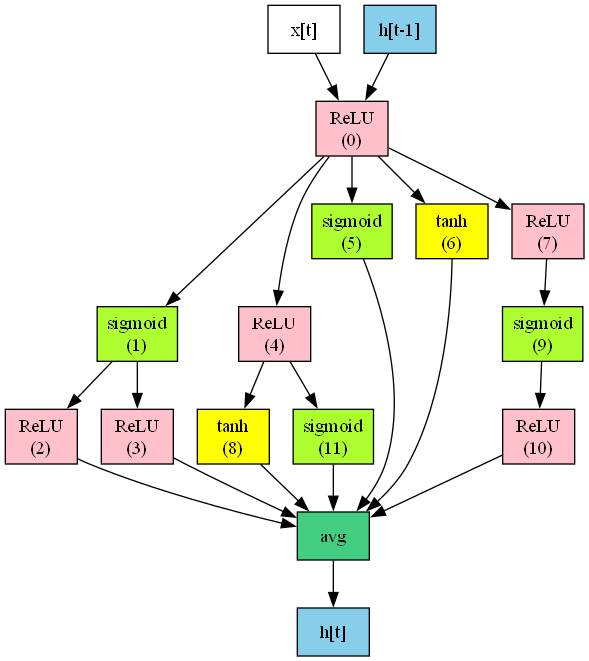 x[t]
h[t-1]
ReLU
(0)
sigmoid
(5)
tanh
(6)
ReLU
(7)
sigmoid
(1)
ReLU
(4)
sigmoid
(9)
ReLU
(2)
ReLU
(3)
tanh
(8)
sigmoid
(11)
ReLU
(10)
avg
h[t]